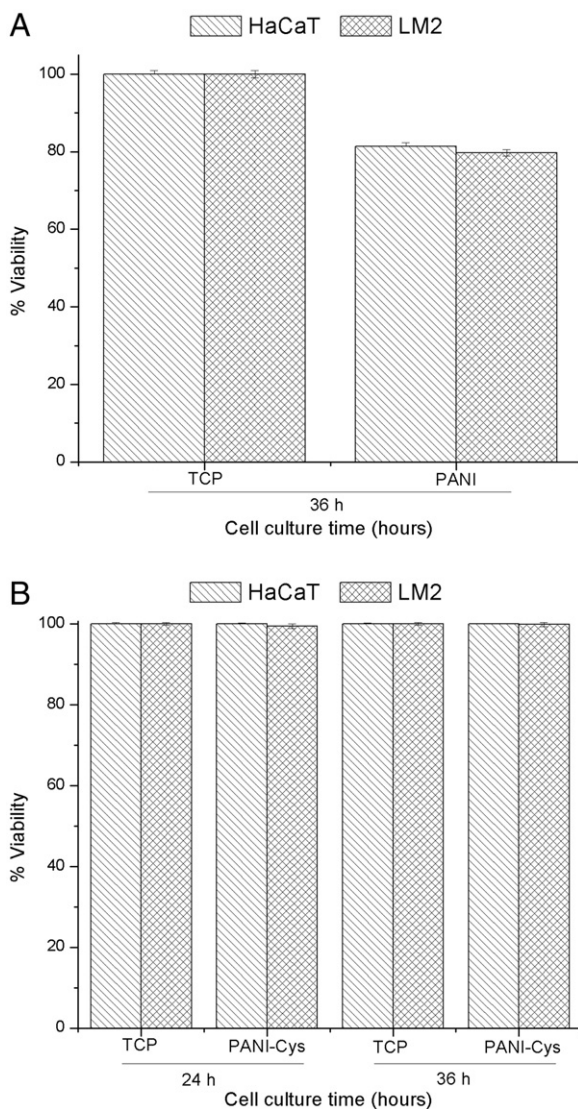 A
HaCaT LM2
% Viability
100
80
60
40
20
0
TCP PANI
36 h
Cell culture time (hours)
B
HaCaT LM2
% Viability
100
80
60
40
20
0
TCP PANI-Cys TCP PANI-Cys
24 h 36 h
Cell culture time (hours)